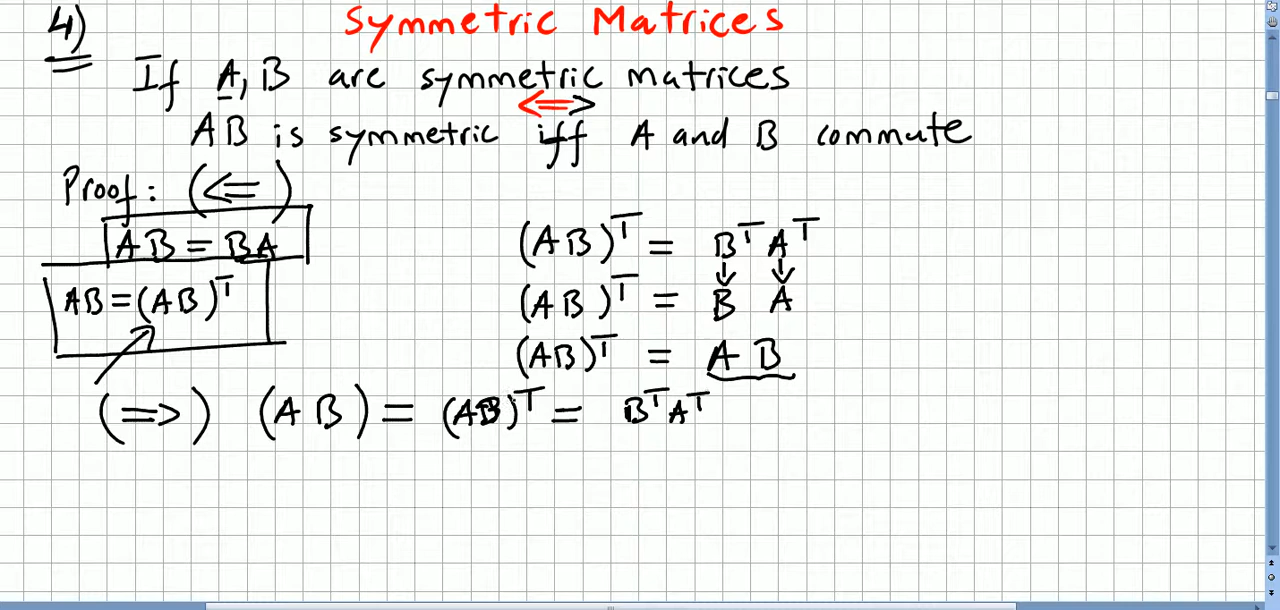 4) Symmetric Matrices
If A, B are symmetric matrices
⇐⇒
AB is symmetric iff A and B commute
Proof: (⇐)
AB = BA
(AB)ᵀ = BᵀAᵀ
AB = (AB)ᵀ
(AB)ᵀ = B A
(AB)ᵀ = A B
(⇒) (AB) = (AB)ᵀ = BᵀAᵀ